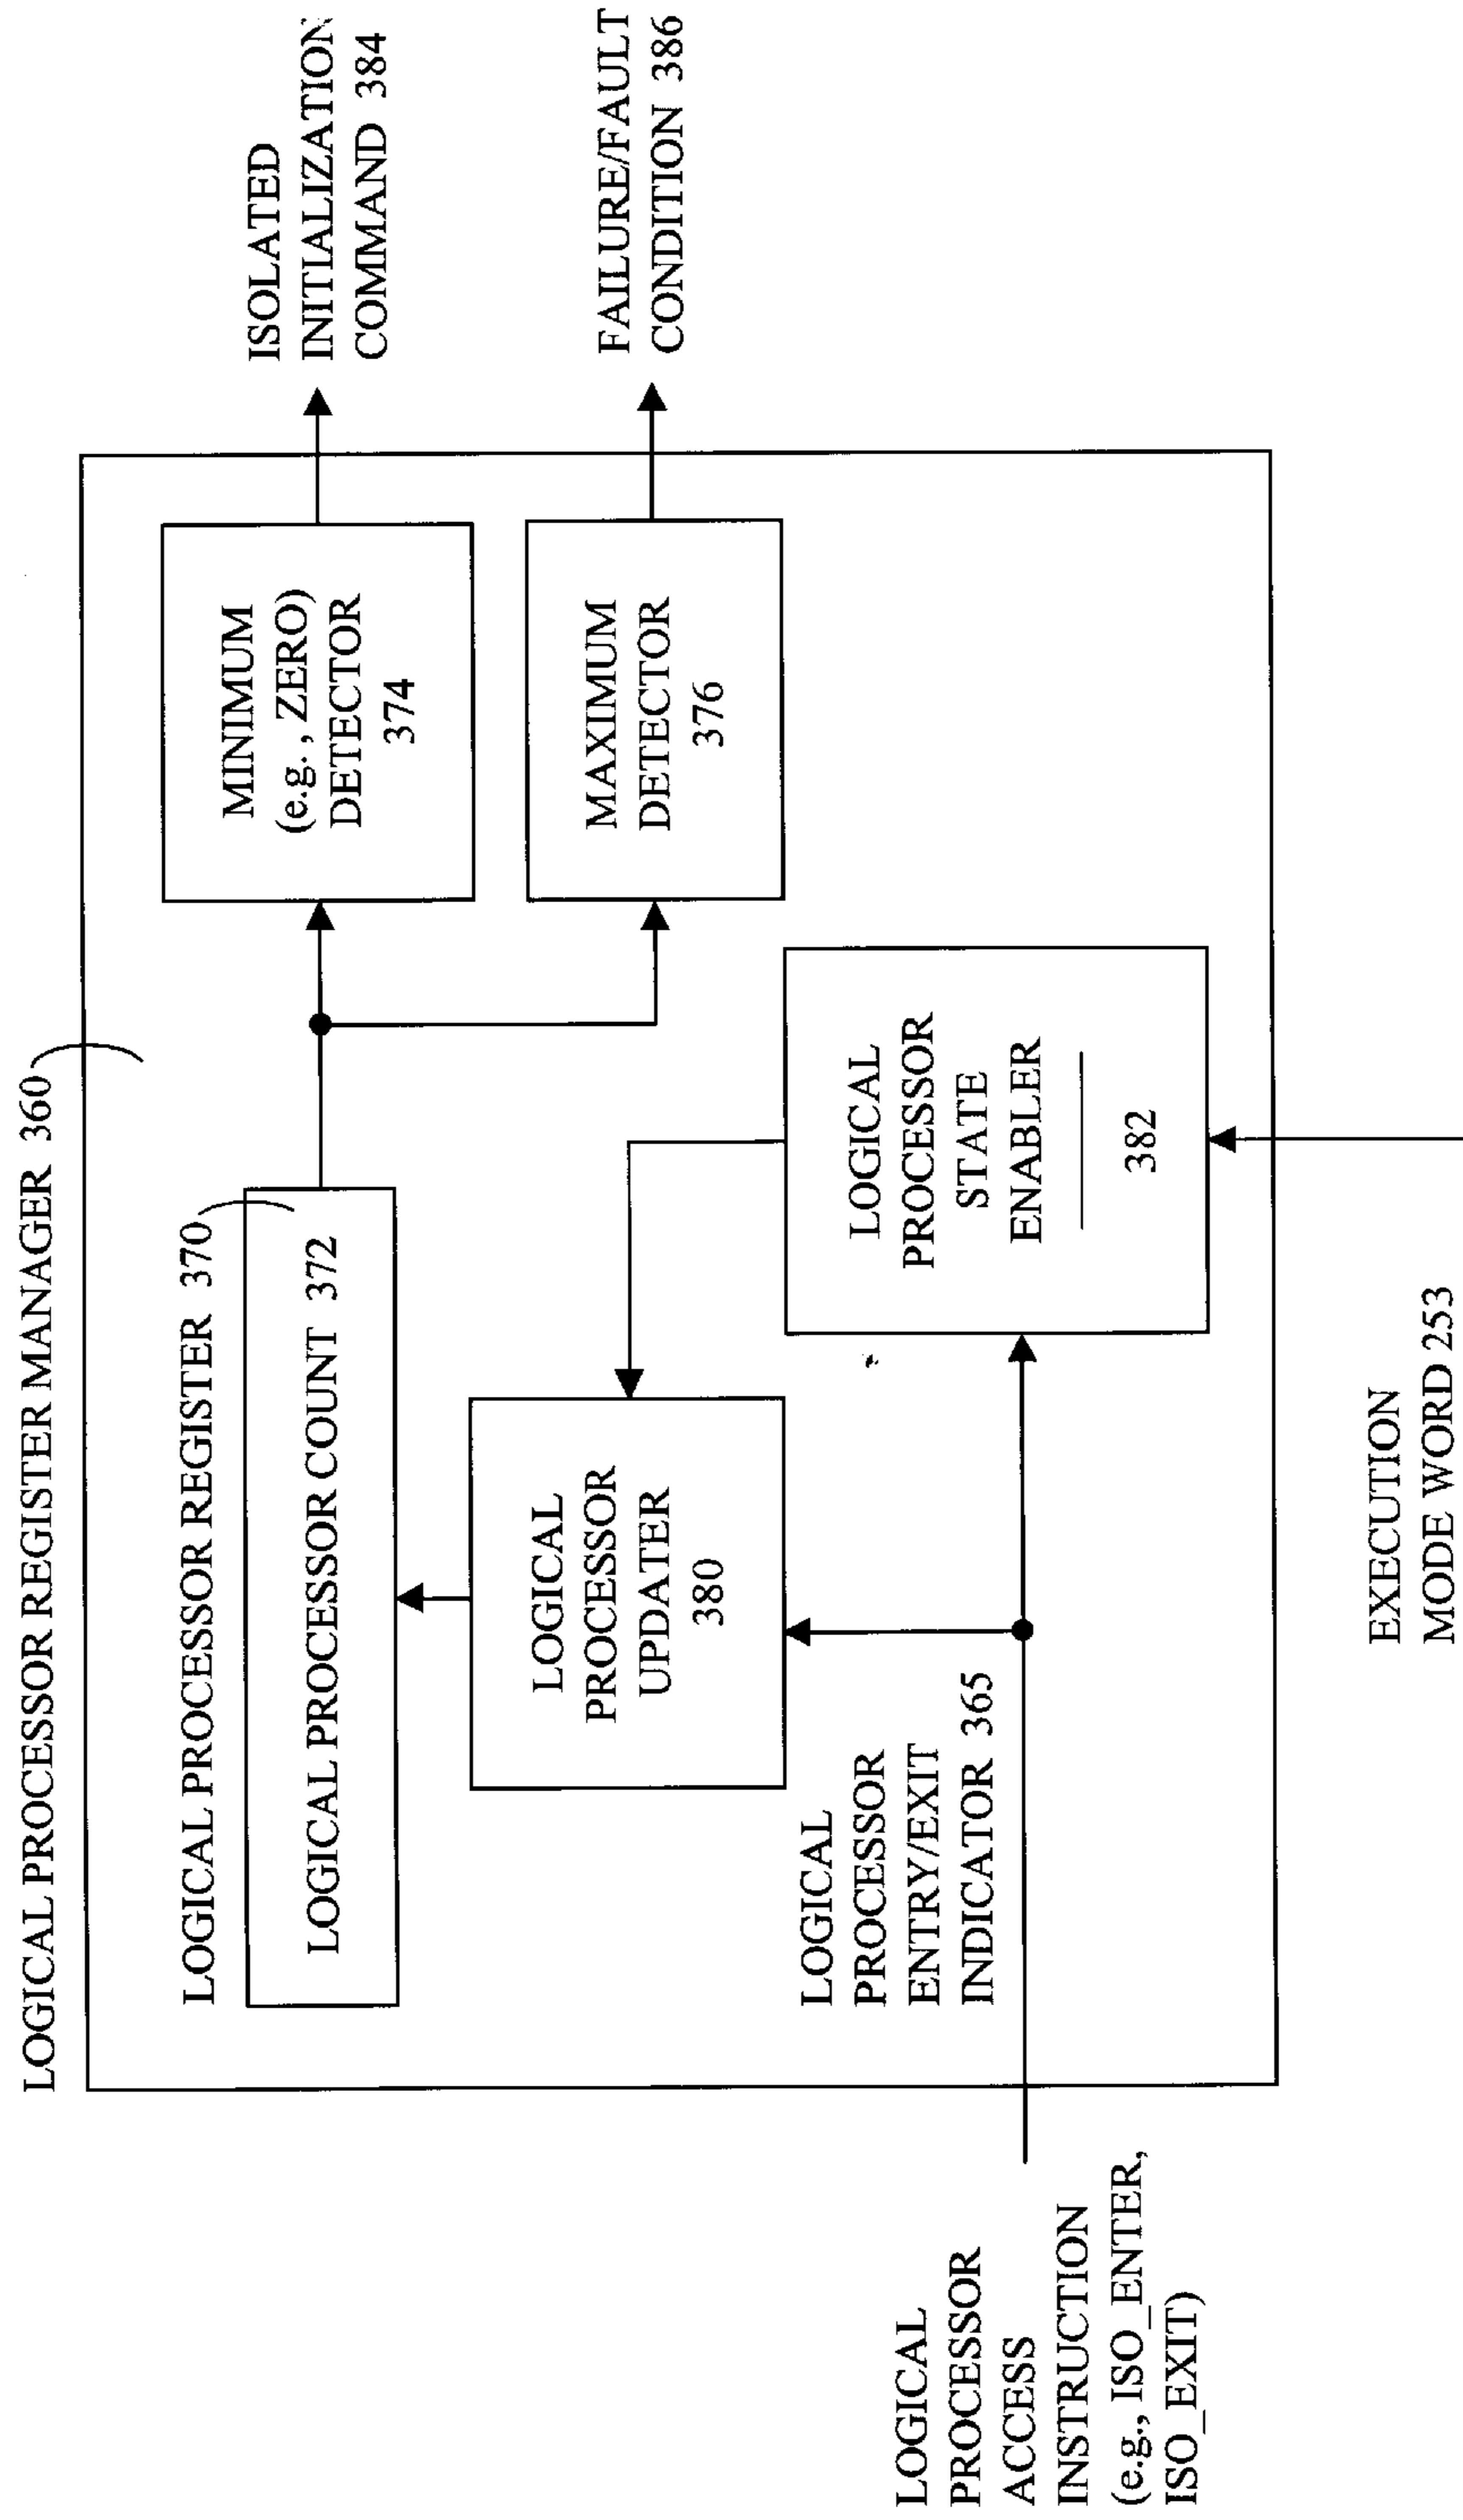 LOGICAL PROCESSOR REGISTER MANAGER 360
LOGICAL PROCESSOR REGISTER 370
LOGICAL PROCESSOR COUNT 372
MINIMUM
(e.g., ZERO)
DETECTOR
374
ISOLATED
INITIALIZATION
COMMAND 384
MAXIMUM
DETECTOR
376
FAILURE/FAULT
CONDITION 386
LOGICAL
PROCESSOR
UPDATER
380
LOGICAL
PROCESSOR
STATE
ENABLER
382
LOGICAL
PROCESSOR
ENTRY/EXIT
INDICATOR 365
LOGICAL
PROCESSOR
ACCESS
INSTRUCTION
(e.g., ISO_ENTER,
ISO_EXIT)
EXECUTION
MODE WORD 253